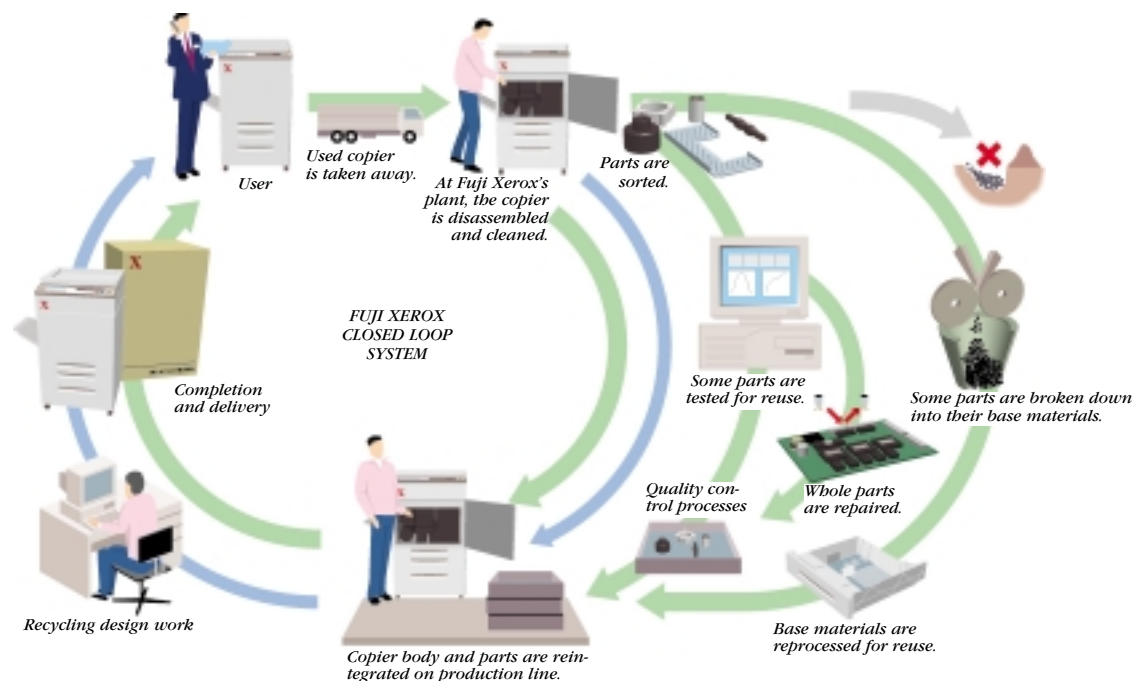 User
Used copier
is taken away.
At Fuji Xerox's
plant, the copier
is disassembled
and cleaned.
Parts are
sorted.
FUJI XEROX
CLOSED LOOP
SYSTEM
Some parts are
tested for reuse.
Some parts are broken down
into their base materials.
Completion
and delivery
Quality con-
trol processes
Whole parts
are repaired.
Recycling design work
Base materials are
reprocessed for reuse.
Copier body and parts are rein-
tegrated on production line.
X
X
X
X
X